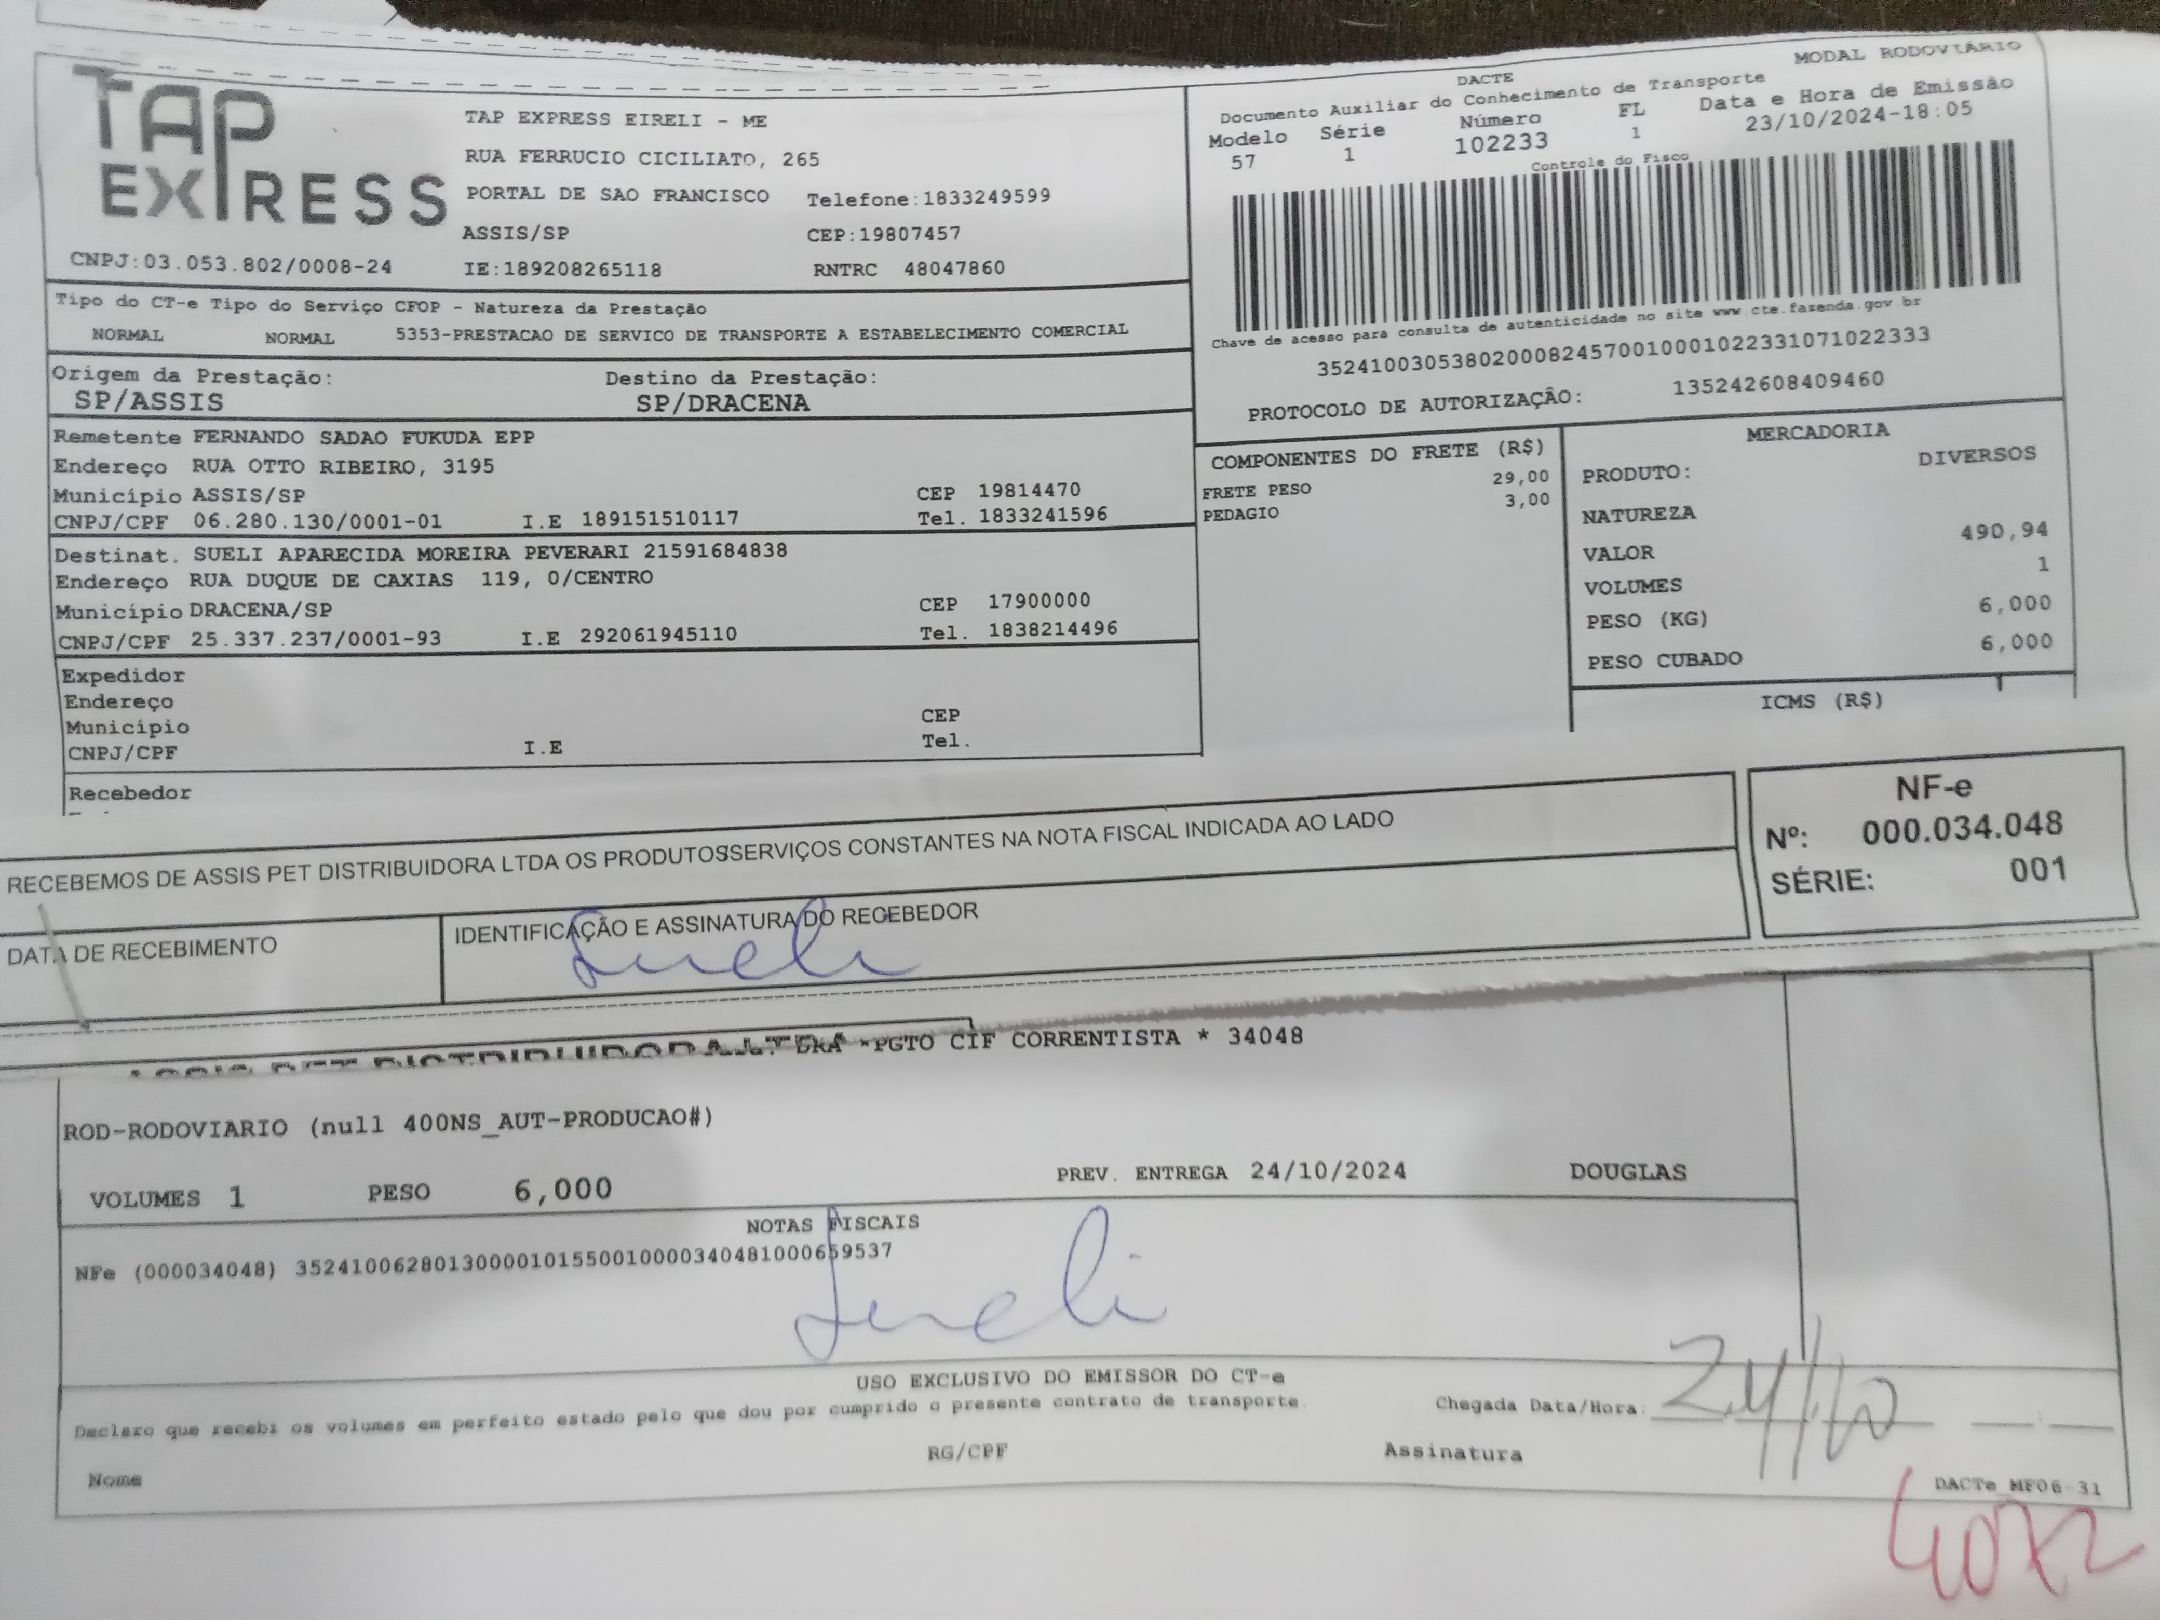 TAP
EXPRESS
TAP EXPRESS EIRELI - ME
RUA FERRUCIO CICILIATO, 265
PORTAL DE SAO FRANCISCO Telefone:1833249599
ASSIS/SP CEP:19807457
CNPJ:03.053.802/0008-24 IE:189208265118 RNTRC 48047860
MODAL RODOVIÁRIO
DACTE
Documento Auxiliar do Conhecimento de Transporte
Modelo Série Número FL Data e Hora de Emissão
57 1 102233 1 23/10/2024-18:05
Controle do Fisco
Chave de acesso para consulta de autenticidade no site www.cte.fazenda.gov.br
35241003053802000824570010001022331071022333
PROTOCOLO DE AUTORIZAÇÂO: 135242608409460
Tipo do CT-e Tipo do Serviço CFOP - Natureza da Prestação
NORMAL NORMAL 5353-PRESTACAO DE SERVICO DE TRANSPORTE A ESTABELECIMENTO COMERCIAL
Origem da Prestação: Destino da Prestação:
SP/ASSIS SP/DRACENA
Remetente FERNANDO SADAO FUKUDA EPP
Endereço RUA OTTO RIBEIRO, 3195
Município ASSIS/SP CEP 19814470
CNPJ/CPF 06.280.130/0001-01 I.E 189151510117 Tel. 1833241596
Destinat. SUELI APARECIDA MOREIRA PEVERARI 21591684838
Endereço RUA DUQUE DE CAXIAS 119, 0/CENTRO
Município DRACENA/SP CEP 17900000
CNPJ/CPF 25.337.237/0001-93 I.E 292061945110 Tel. 1838214496
Expedidor
Endereço
Município CEP
CNPJ/CPF I.E Tel.
Recebedor
COMPONENTES DO FRETE (R$)
FRETE PESO 29,00
PEDAGIO 3,00
MERCADORIA
PRODUTO: DIVERSOS
NATUREZA
VALOR 490,94
VOLUMES 1
PESO (KG) 6,000
PESO CUBADO 6,000
ICMS (R$)
RECEBEMOS DE ASSIS PET DISTRIBUIDORA LTDA OS PRODUTOSSERVIÇOS CONSTANTES NA NOTA FISCAL INDICADA AO LADO
NF-e
Nº: 000.034.048
SÉRIE: 001
DATA DE RECEBIMENTO
IDENTIFICAÇÃO E ASSINATURA DO RECEBEDOR
Sueli
ASSIS PET DISTRIBUIDORA LTDA
*PGTO CIF CORRENTISTA * 34048
ROD-RODOVIARIO (null 400NS_AUT-PRODUCAO#)
VOLUMES 1 PESO 6,000 PREV. ENTREGA 24/10/2024 DOUGLAS
NOTAS FISCAIS
NFe (000034048) 35241006280130000101550010000340481000659537
Sueli
USO EXCLUSIVO DO EMISSOR DO CT-e
Declaro que recebi os volumes em perfeito estado pelo que dou por cumprido o presente contrato de transporte.
Chegada Data/Hora: 24/10
Nome RG/CPF Assinatura
DACTe MF06-31
4072